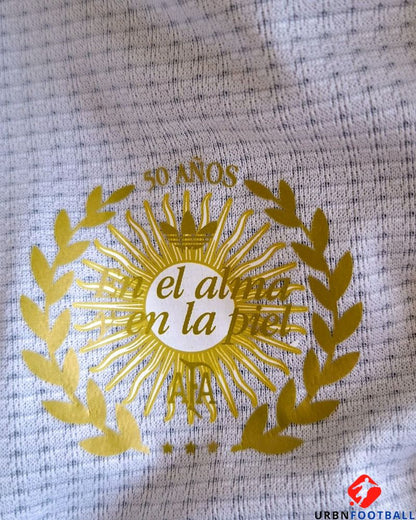 50 AÑOS
En el alma
en la piel
AFA
URBNFOOTBALL